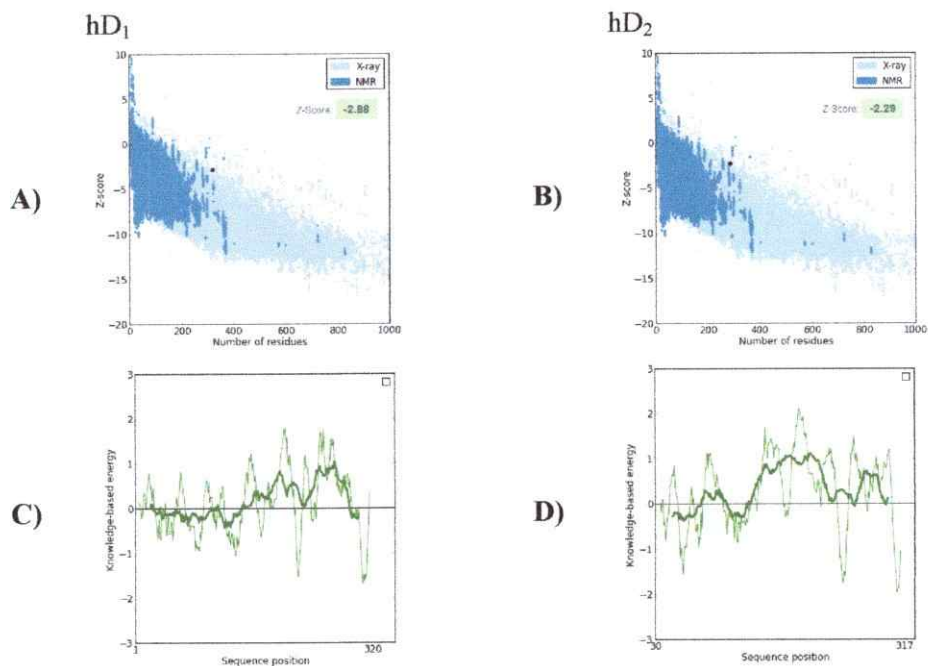 hD1
hD2
A)
10
5
0
−5
−10
−15
−20
Z-score
X-ray
NMR
Z-Score: -2.88
0
200
400
600
800
1000
Number of residues
B)
10
5
0
−5
−10
−15
−20
Z-score
X-ray
NMR
Z-Score: -2.29
0
200
400
600
800
1000
Number of residues
C)
3
2
1
0
−1
−2
−3
Knowledge-based energy
1
320
Sequence position
D)
3
2
1
0
−1
−2
−3
Knowledge-based energy
30
317
Sequence position